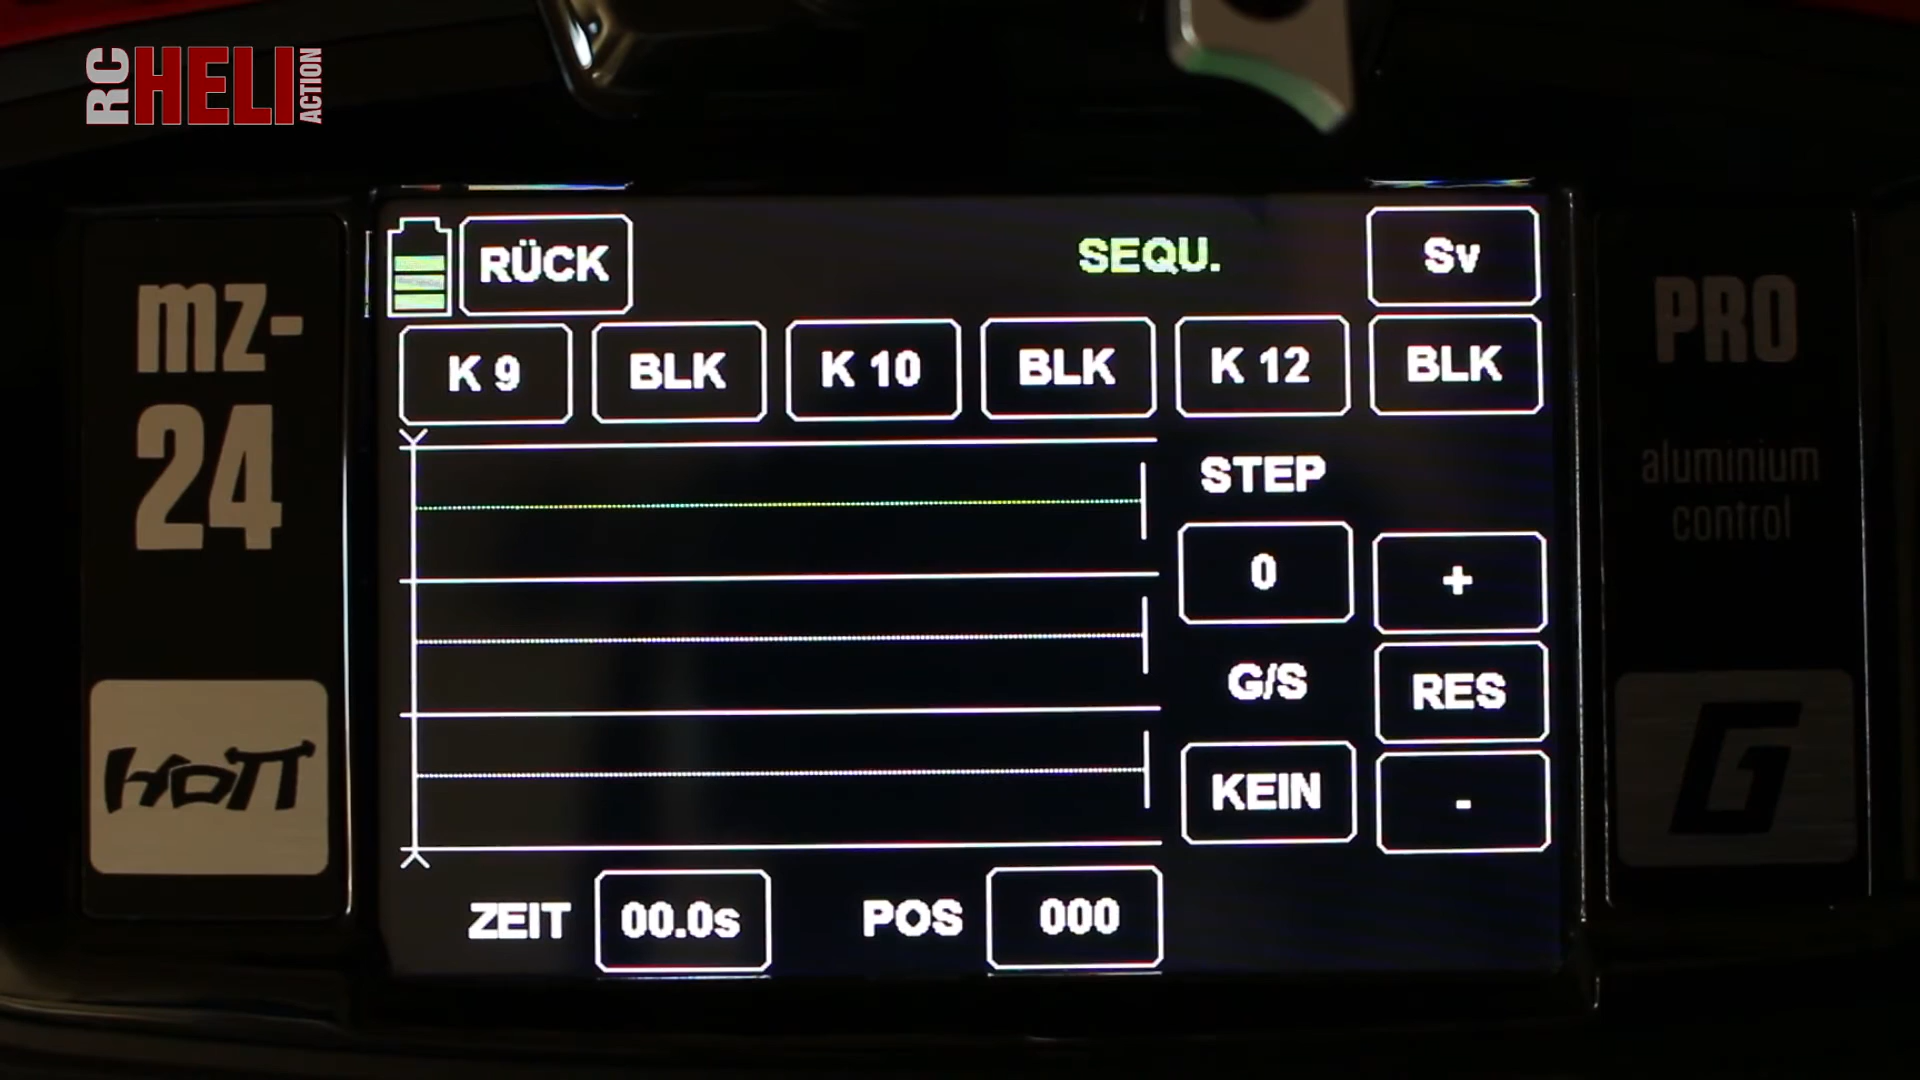 RC HELI ACTION
mz-
24
HoTT
RÜCK SEQU. Sv
K 9 BLK K 10 BLK K 12 BLK
STEP
0 +
G/S RES
KEIN -
ZEIT 00.0s POS 000
PRO
aluminium
control
G